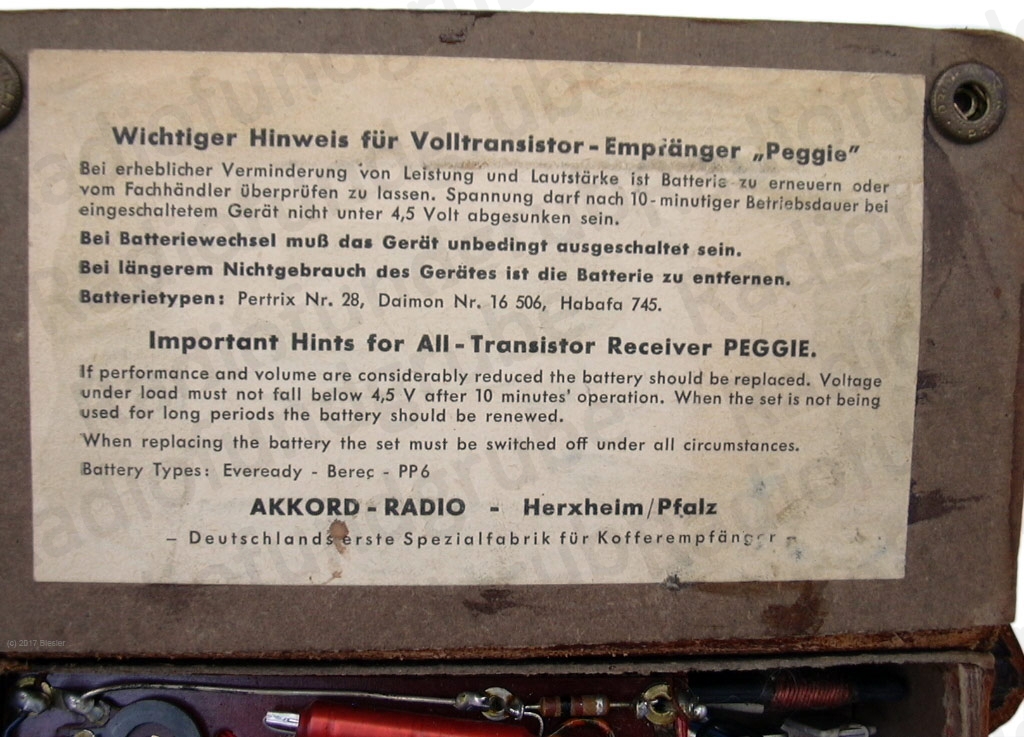 Wichtiger Hinweis für Volltransistor-Empfänger „Peggie”
Bei erheblicher Verminderung von Leistung und Lautstärke ist Batterie zu erneuern oder
vom Fachhändler überprüfen zu lassen. Spannung darf nach 10-minutiger Betriebsdauer bei
eingeschaltetem Gerät nicht unter 4,5 Volt abgesunken sein.
Bei Batteriewechsel muß das Gerät unbedingt ausgeschaltet sein.
Bei längerem Nichtgebrauch des Gerätes ist die Batterie zu entfernen.
Batterietypen: Pertrix Nr. 28, Daimon Nr. 16 506, Habafa 745.
Important Hints for All-Transistor Receiver PEGGIE.
If performance and volume are considerably reduced the battery should be replaced. Voltage
under load must not fall below 4,5 V after 10 minutes' operation. When the set is not being
used for long periods the battery should be renewed.
When replacing the battery the set must be switched off under all circumstances.
Battery Types: Eveready - Berec - PP6
AKKORD-RADIO - Herxheim/Pfalz
– Deutschlands erste Spezialfabrik für Kofferempfänger –
(c) 2017 Biesler